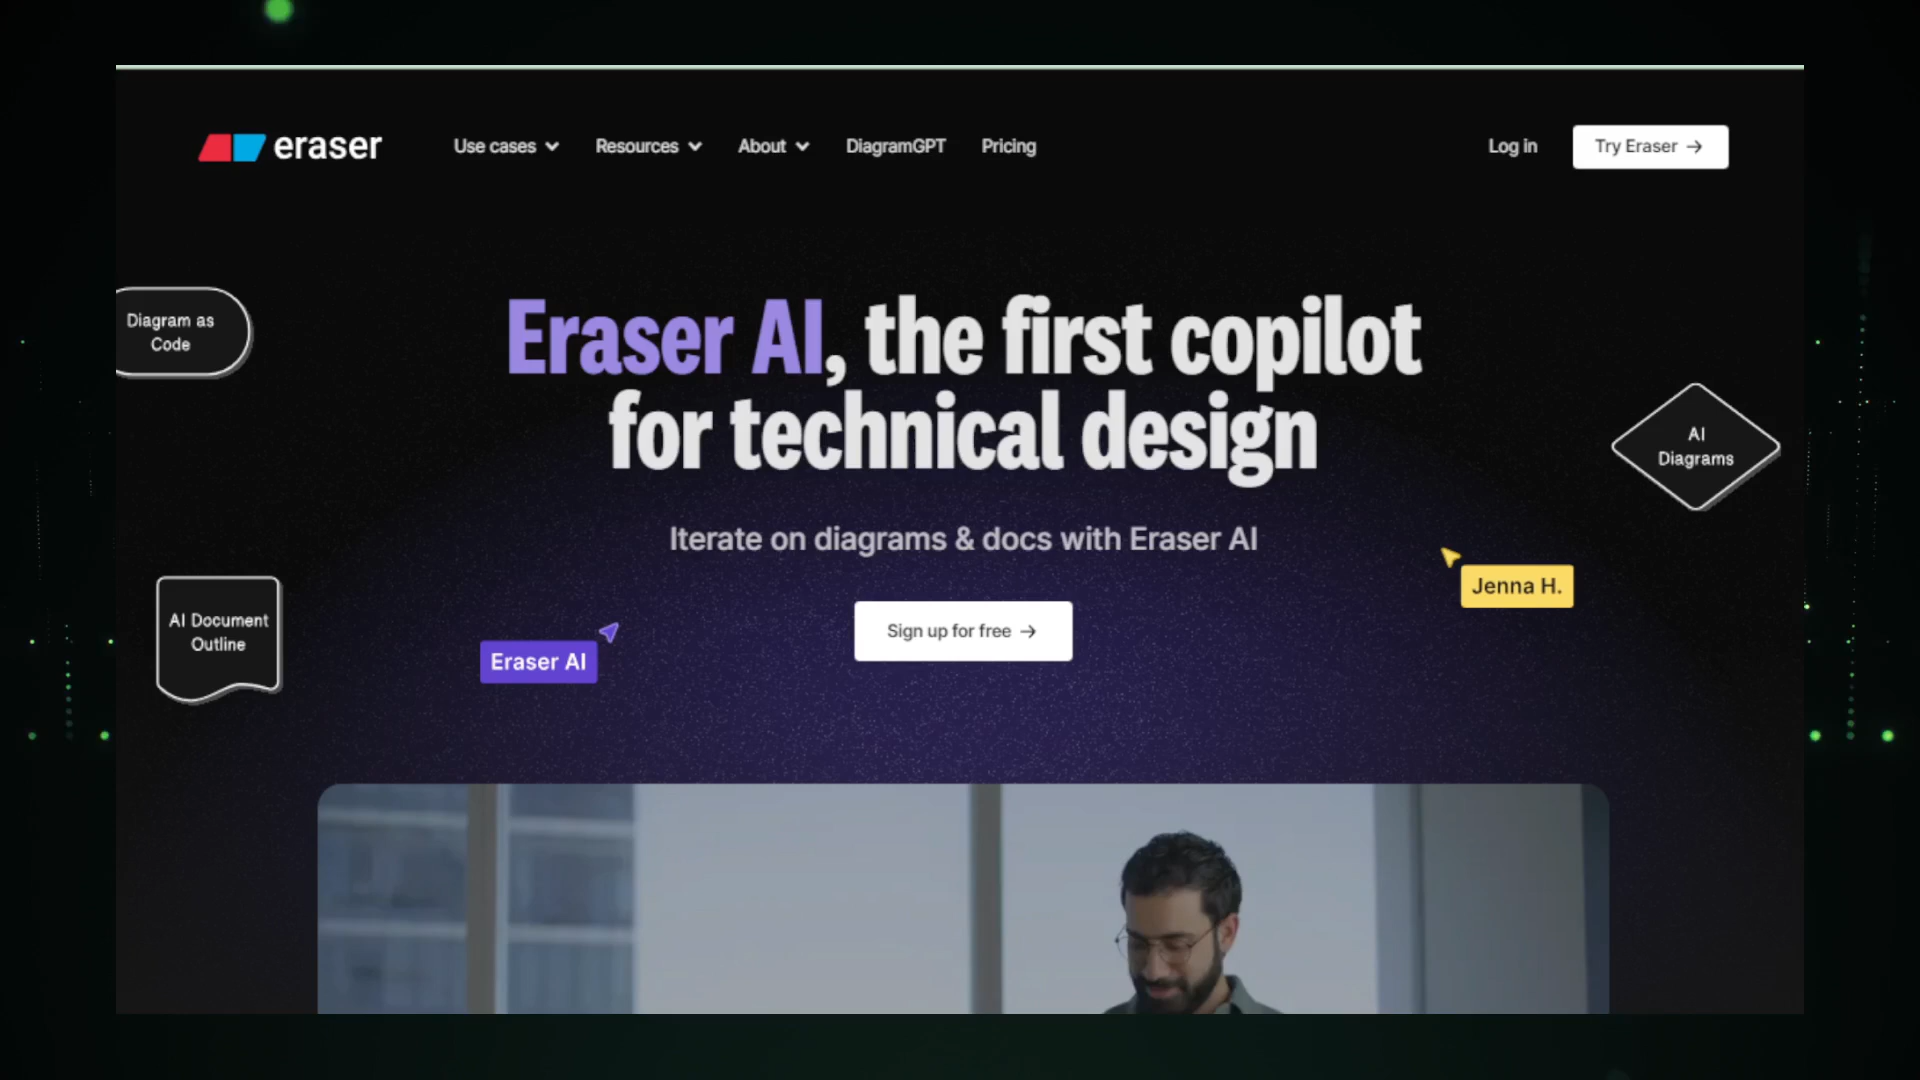 eraser
Use cases
Resources
About
DiagramGPT
Pricing
Log in
Try Eraser →
Diagram as
Code
Eraser AI, the first copilot
for technical design
AI
Diagrams
Iterate on diagrams & docs with Eraser AI
Jenna H.
AI Document
Outline
Sign up for free →
Eraser AI